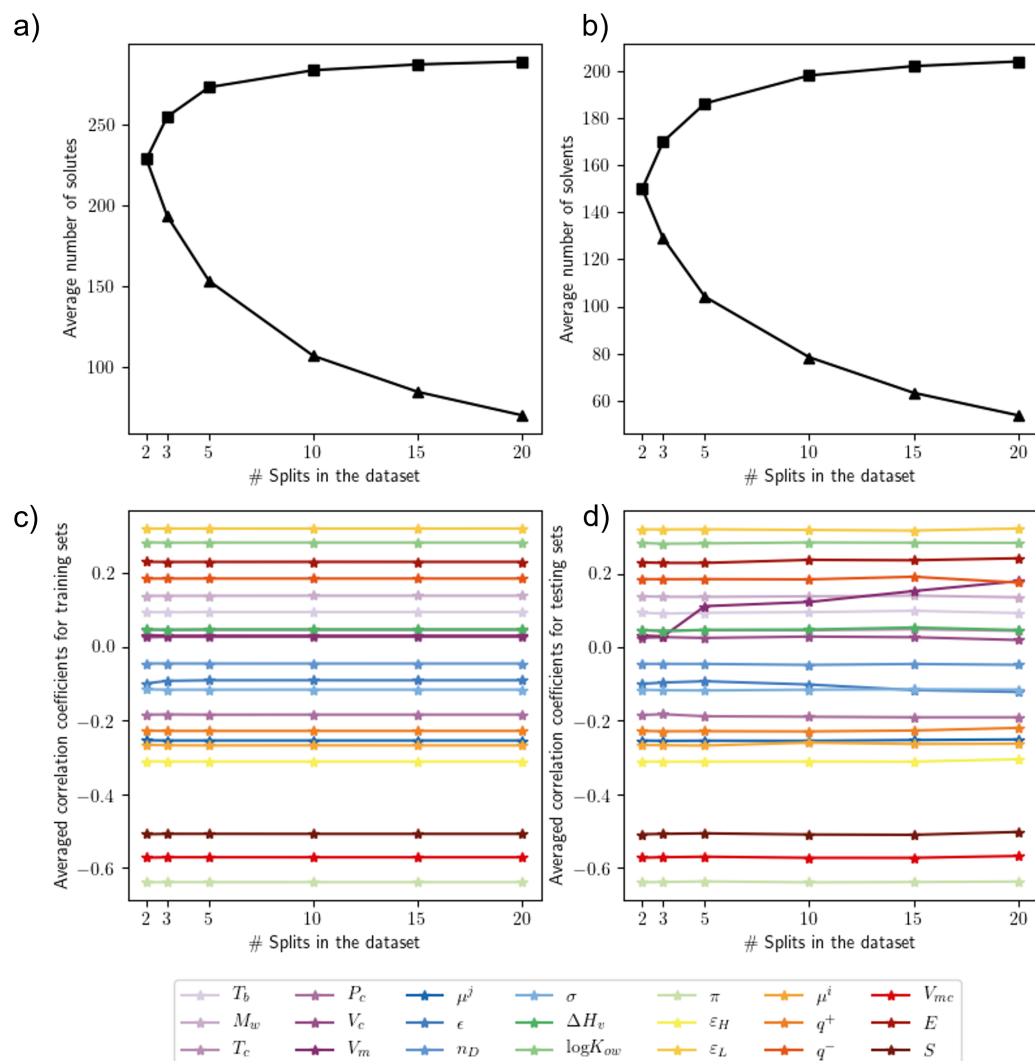 a)
b)
Average number of solutes
250
200
150
100
2 3 5 10 15 20
# Splits in the dataset
Average number of solvents
200
180
160
140
120
100
80
60
2 3 5 10 15 20
# Splits in the dataset
c)
d)
Averaged correlation coefficients for training sets
0.2
0.0
−0.2
−0.4
−0.6
2 3 5 10 15 20
# Splits in the dataset
Averaged correlation coefficients for testing sets
0.2
0.0
−0.2
−0.4
−0.6
2 3 5 10 15 20
# Splits in the dataset
T_b P_c μ^j σ π μ^i V_{mc}
M_w V_c ϵ ΔH_v ε_H q^+ E
T_c V_m n_D logK_{ow} ε_L q^− S